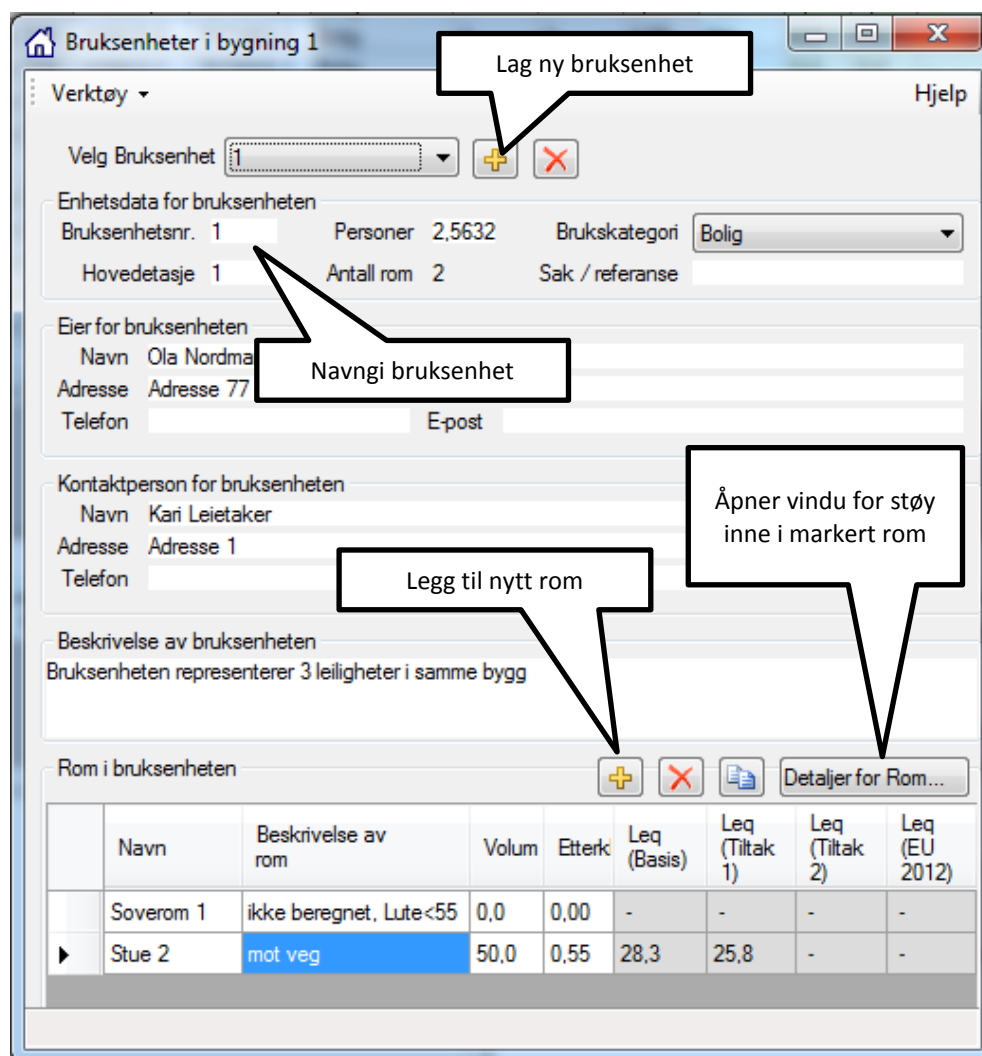 Bruksenheter i bygning 1
Lag ny bruksenhet
Verktøy
Hjelp
Velg Bruksenhet 1
Enhetsdata for bruksenheten
Bruksenhetsnr. 1 Personer 2,5632 Brukskategori Bolig
Hovedetasje 1 Antall rom 2 Sak / referanse
Eier for bruksenheten
Navn Ola
Navngi bruksenhet
Adresse Adresse 77
Telefon E-post
Kontaktperson for bruksenheten
Navn Kari Leietaker
Adresse Adresse 1
Telefon
Åpner vindu for støy
inne i markert rom
Legg til nytt rom
Beskrivelse av bruksenheten
Bruksenheten representerer 3 leiligheter i samme bygg
Rom i bruksenheten Detaljer for Rom...
Navn Beskrivelse av rom Volum Leq (Basis) Leq (Tiltak 1) Leq (Tiltak 2) Leq (EU 2012)
Soverom 1 ikke beregnet, Lute<55 0,0 0,00 - - - -
Stue 2 mot veg 50,0 0,55 28,3 25,8 - -